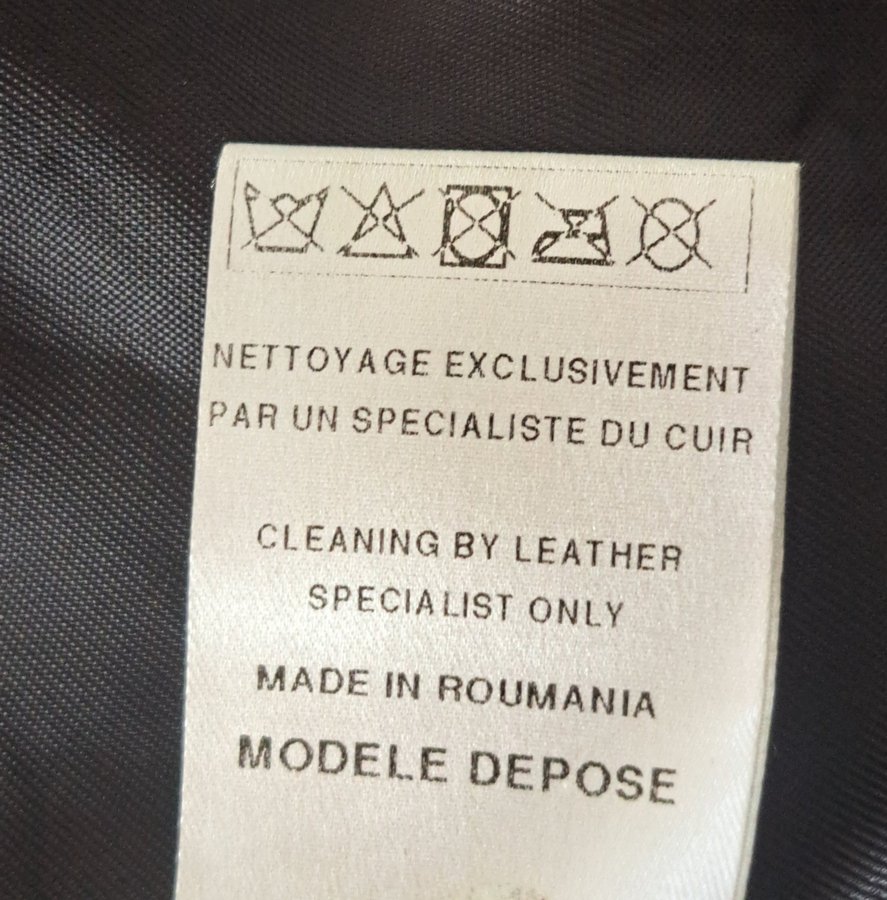 NETTOYAGE EXCLUSIVEMENT
PAR UN SPECIALISTE DU CUIR
CLEANING BY LEATHER
SPECIALIST ONLY
MADE IN ROUMANIA
MODELE DEPOSE